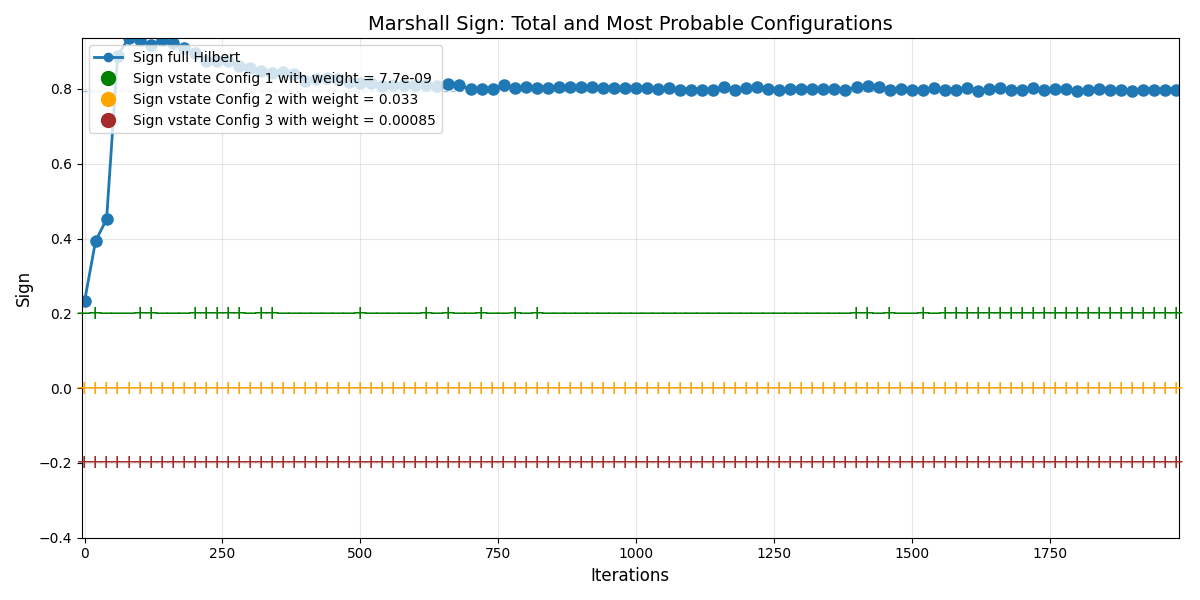 Marshall Sign: Total and Most Probable Configurations
Sign full Hilbert
Sign vstate Config 1 with weight = 7.7e-09
Sign vstate Config 2 with weight = 0.033
Sign vstate Config 3 with weight = 0.00085
Sign
0.8
0.6
0.4
0.2
0.0
−0.2
−0.4
0 250 500 750 1000 1250 1500 1750
Iterations